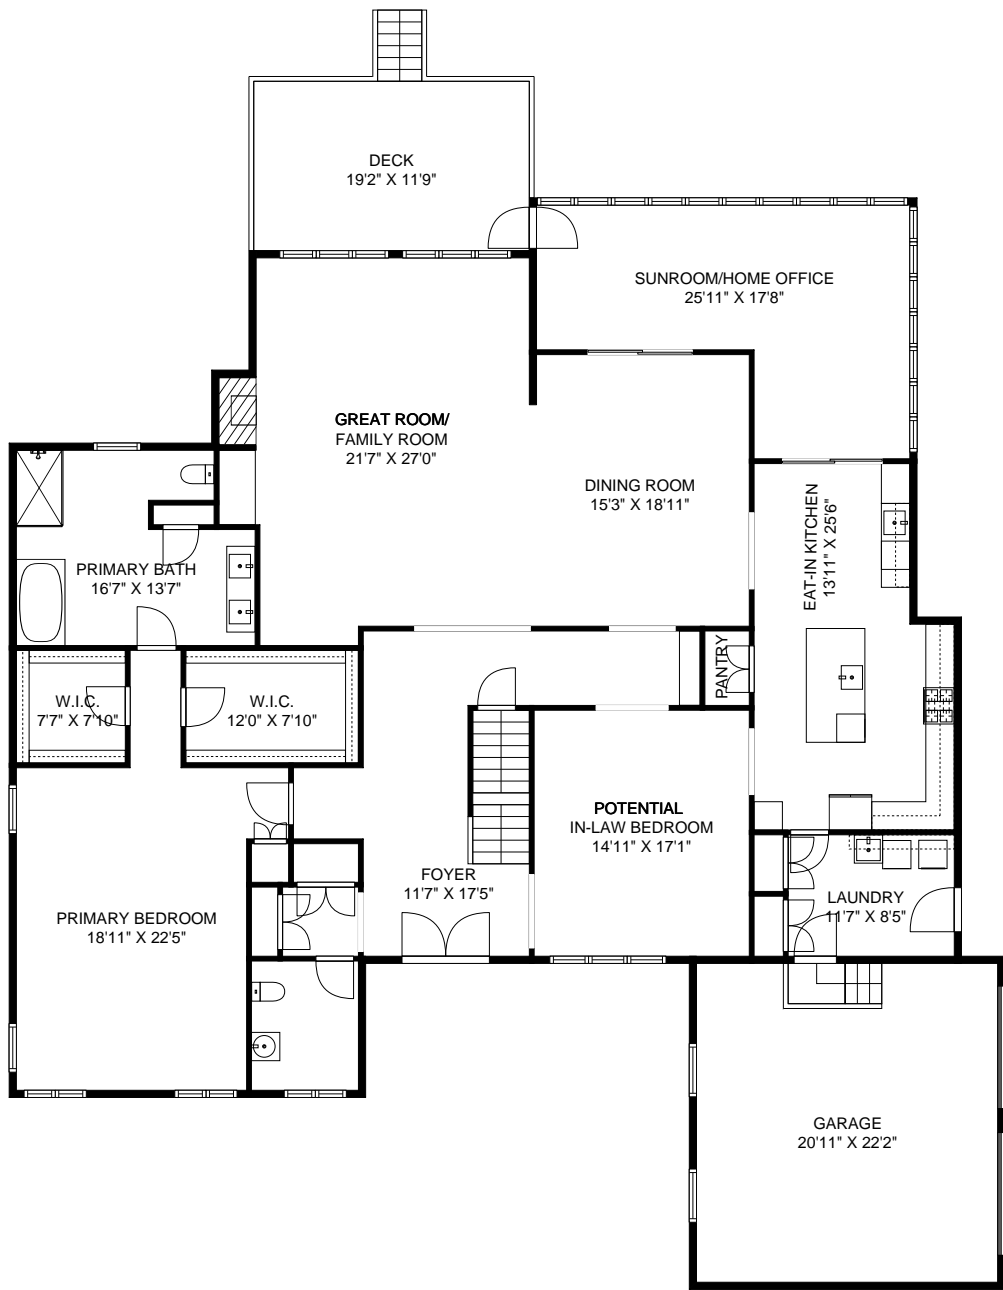 DECK
19'2" X 11'9"
SUNROOM/HOME OFFICE
25'11" X 17'8"
GREAT ROOM/
FAMILY ROOM
21'7" X 27'0"
DINING ROOM
15'3" X 18'11"
EAT-IN KITCHEN
13'11" X 25'6"
PRIMARY BATH
16'7" X 13'7"
PANTRY
W.I.C.
7'7" X 7'10"
W.I.C.
12'0" X 7'10"
POTENTIAL
IN-LAW BEDROOM
14'11" X 17'1"
FOYER
11'7" X 17'5"
LAUNDRY
11'7" X 8'5"
PRIMARY BEDROOM
18'11" X 22'5"
GARAGE
20'11" X 22'2"